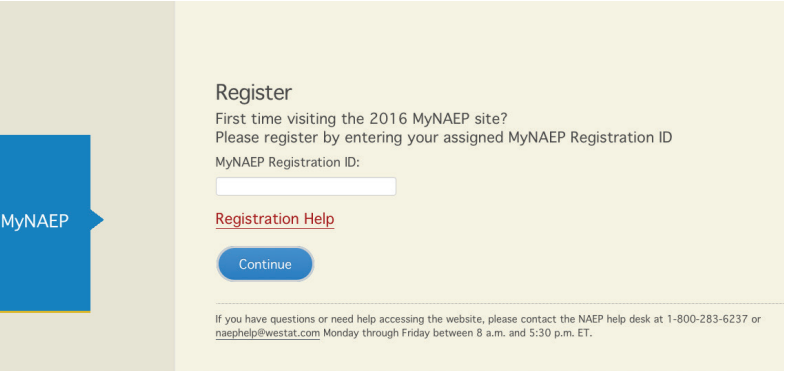 Register
First time visiting the 2016 MyNAEP site?
Please register by entering your assigned MyNAEP Registration ID
MyNAEP Registration ID:
MyNAEP
Registration Help
Continue
If you have questions or need help accessing the website, please contact the NAEP help desk at 1-800-283-6237 or
naephelp@westat.com Monday through Friday between 8 a.m. and 5:30 p.m. ET.